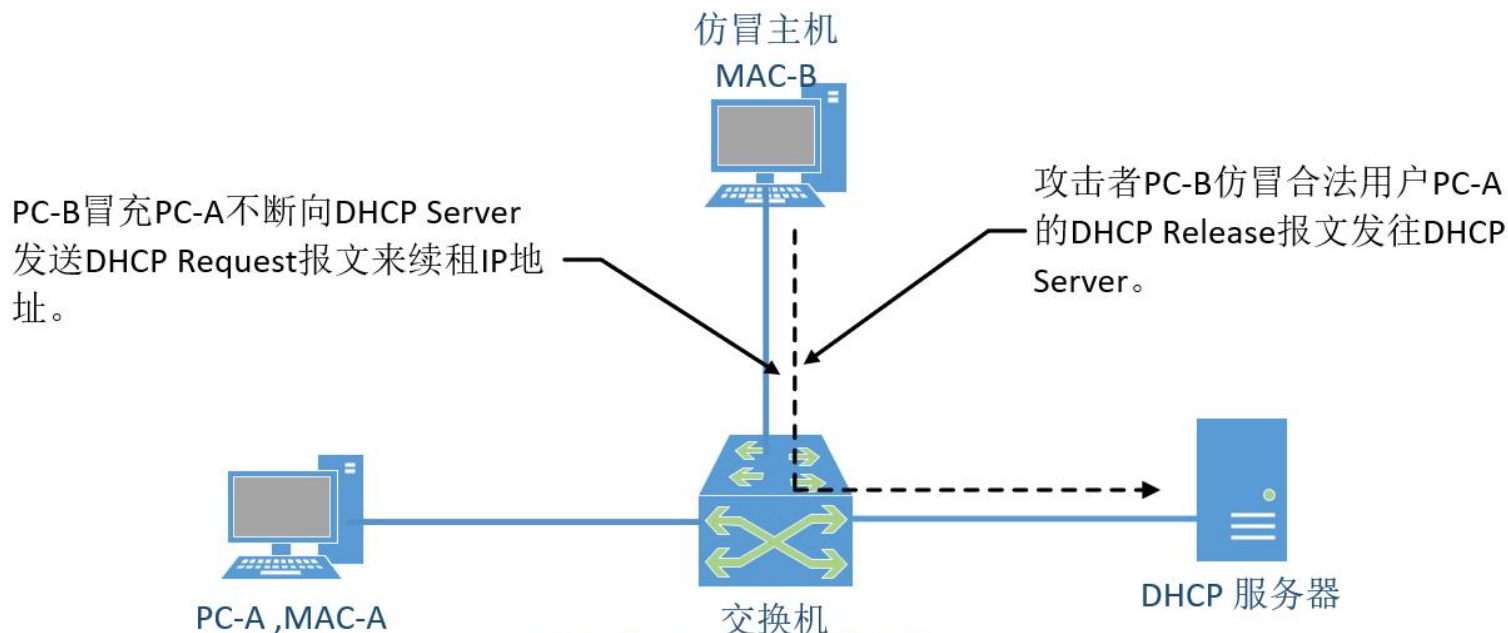 仿冒主机
MAC-B
PC-B冒充PC-A不断向DHCP Server
发送DHCP Request报文来续租IP地
址。
攻击者PC-B仿冒合法用户PC-A
的DHCP Release报文发往DHCP
Server。
PC-A ,MAC-A
交换机
DHCP 服务器